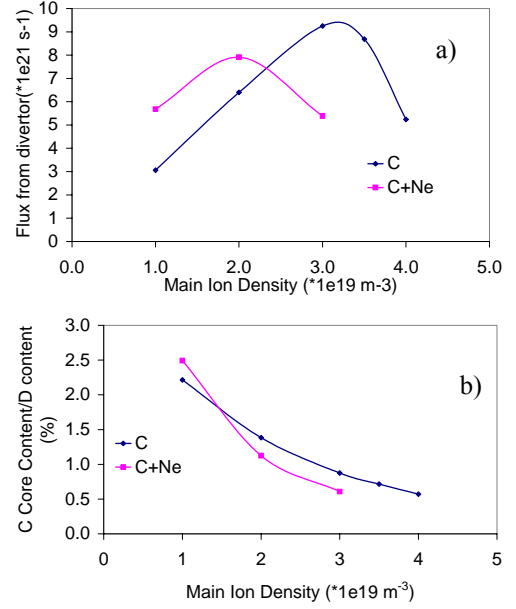 10
9
8
7
6
5
4
3
2
1
0
Flux from divertor(*1e21 s-1)
a)
C
C+Ne
0.0 1.0 2.0 3.0 4.0 5.0
Main Ion Density (*1e19 m-3)
3.0
2.5
2.0
1.5
1.0
0.5
0.0
C Core Content/D content
(%)
b)
C
C+Ne
0 1 2 3 4 5
Main Ion Density (*1e19 m⁻³)